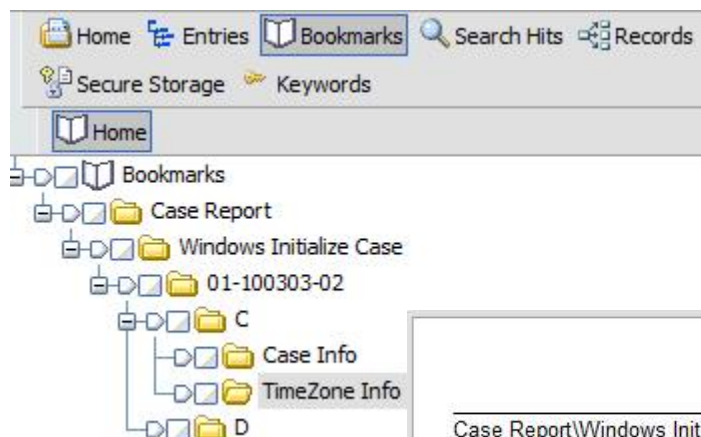 Home Entries Bookmarks Search Hits Records
Secure Storage Keywords
Home
Bookmarks
Case Report
Windows Initialize Case
01-100303-02
C
Case Info
TimeZone Info
D
Case Report\Windows Init